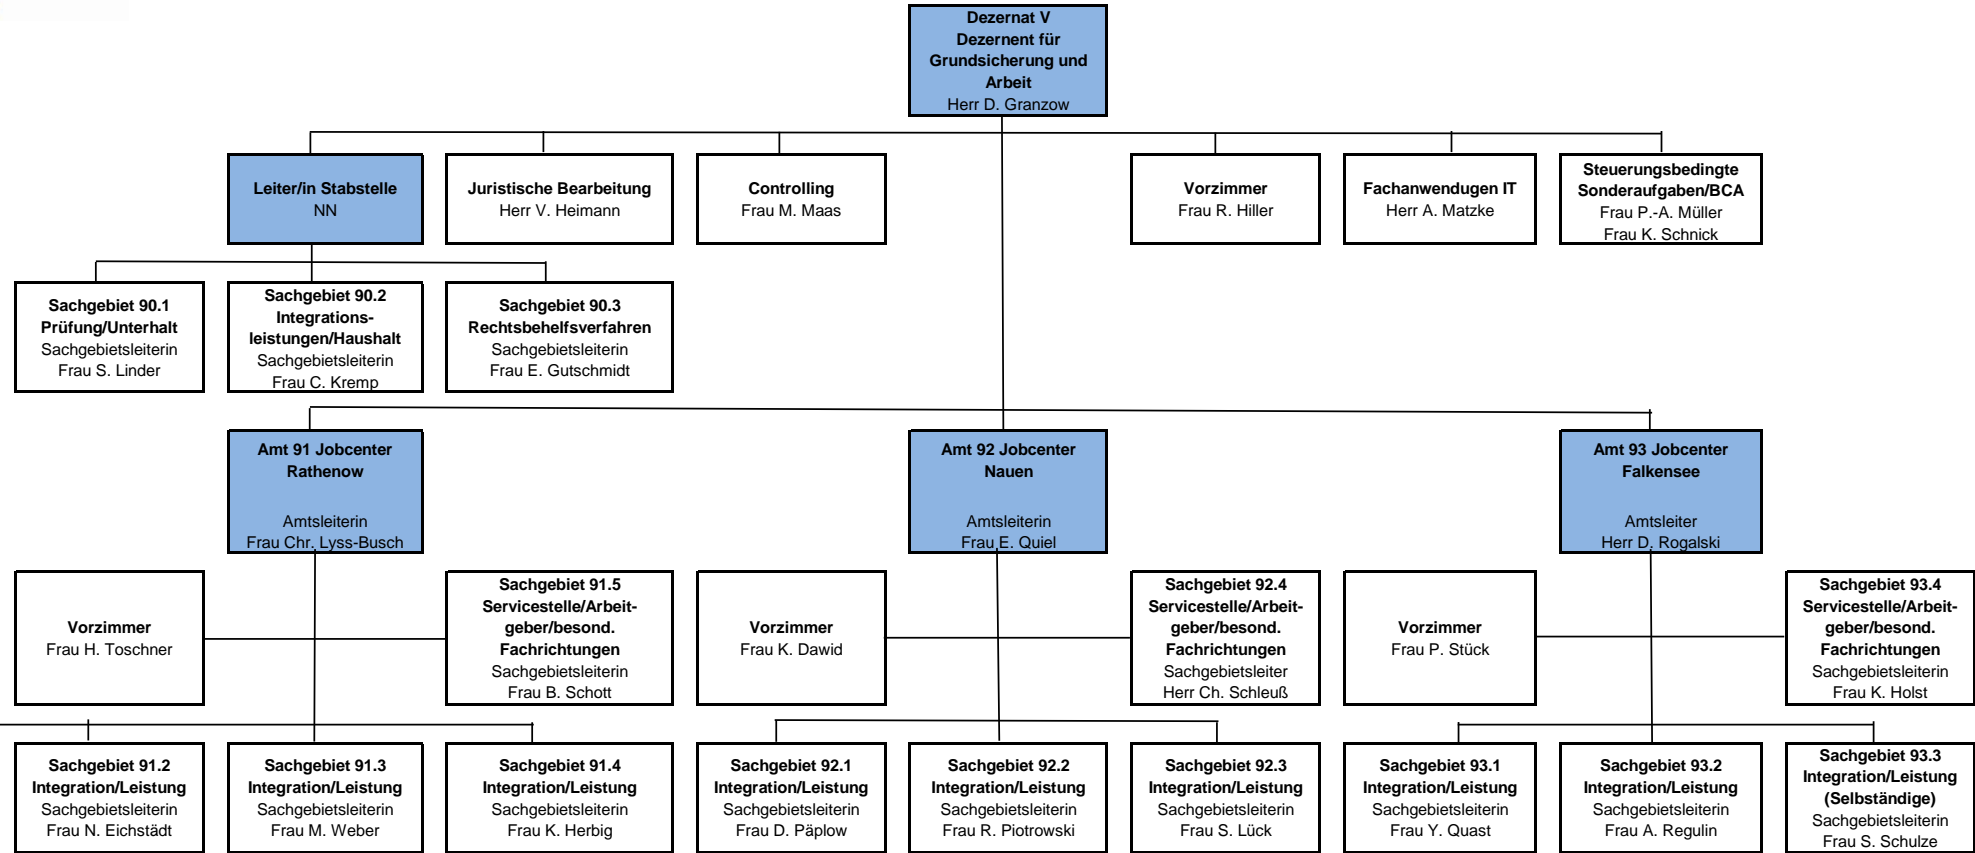 Dezernat V
Dezernent für
Grundsicherung und
Arbeit
Herr D. Granzow
Leiter/in Stabstelle
NN
Juristische Bearbeitung
Herr V. Heimann
Controlling
Frau M. Maas
Vorzimmer
Frau R. Hiller
Fachanwendugen IT
Herr A. Matzke
Steuerungsbedingte
Sonderaufgaben/BCA
Frau P.-A. Müller
Frau K. Schnick
Sachgebiet 90.1
Prüfung/Unterhalt
Sachgebietsleiterin
Frau S. Linder
Sachgebiet 90.2
Integrations-
leistungen/Haushalt
Sachgebietsleiterin
Frau C. Kremp
Sachgebiet 90.3
Rechtsbehelfsverfahren
Sachgebietsleiterin
Frau E. Gutschmidt
Amt 91 Jobcenter
Rathenow
Amtsleiterin
Frau Chr. Lyss-Busch
Amt 92 Jobcenter
Nauen
Amtsleiterin
Frau E. Quiel
Amt 93 Jobcenter
Falkensee
Amtsleiter
Herr D. Rogalski
Vorzimmer
Frau H. Toschner
Sachgebiet 91.5
Servicestelle/Arbeit-
geber/besond.
Fachrichtungen
Sachgebietsleiterin
Frau B. Schott
Vorzimmer
Frau K. Dawid
Sachgebiet 92.4
Servicestelle/Arbeit-
geber/besond.
Fachrichtungen
Sachgebietsleiter
Herr Ch. Schleuß
Vorzimmer
Frau P. Stück
Sachgebiet 93.4
Servicestelle/Arbeit-
geber/besond.
Fachrichtungen
Sachgebietsleiterin
Frau K. Holst
Sachgebiet 91.2
Integration/Leistung
Sachgebietsleiterin
Frau N. Eichstädt
Sachgebiet 91.3
Integration/Leistung
Sachgebietsleiterin
Frau M. Weber
Sachgebiet 91.4
Integration/Leistung
Sachgebietsleiterin
Frau K. Herbig
Sachgebiet 92.1
Integration/Leistung
Sachgebietsleiterin
Frau D. Päplow
Sachgebiet 92.2
Integration/Leistung
Sachgebietsleiterin
Frau R. Piotrowski
Sachgebiet 92.3
Integration/Leistung
Sachgebietsleiterin
Frau S. Lück
Sachgebiet 93.1
Integration/Leistung
Sachgebietsleiterin
Frau Y. Quast
Sachgebiet 93.2
Integration/Leistung
Sachgebietsleiterin
Frau A. Regulin
Sachgebiet 93.3
Integration/Leistung
(Selbständige)
Sachgebietsleiterin
Frau S. Schulze